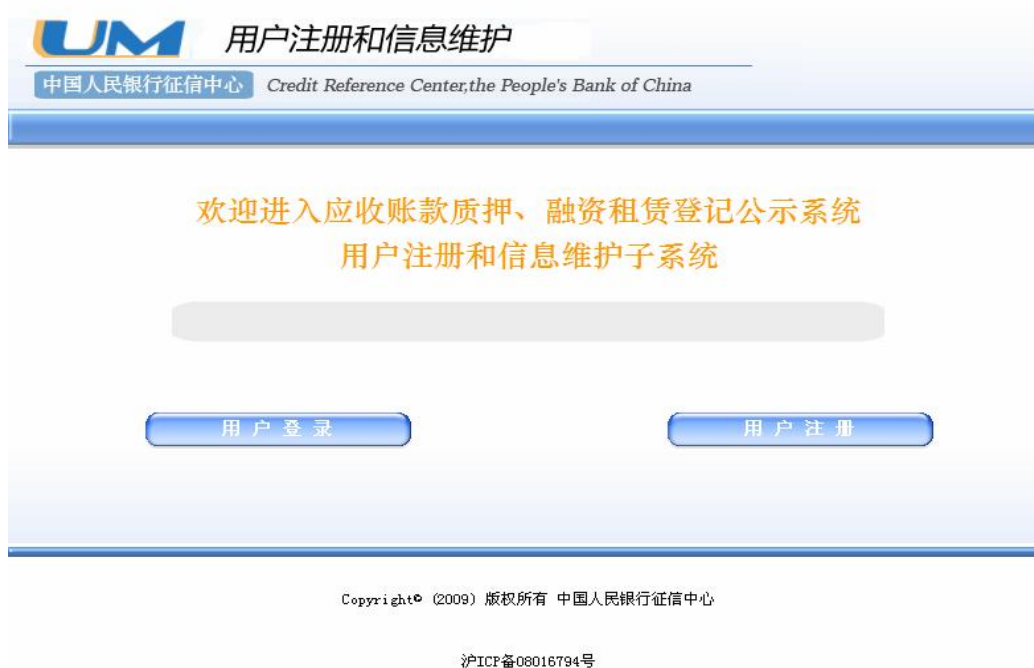 UM 用户注册和信息维护
中国人民银行征信中心 Credit Reference Center,the People's Bank of China
欢迎进入应收账款质押、融资租赁登记公示系统
用户注册和信息维护子系统
用户登录 用户注册
Copyright© (2009) 版权所有 中国人民银行征信中心
沪ICP备08016794号